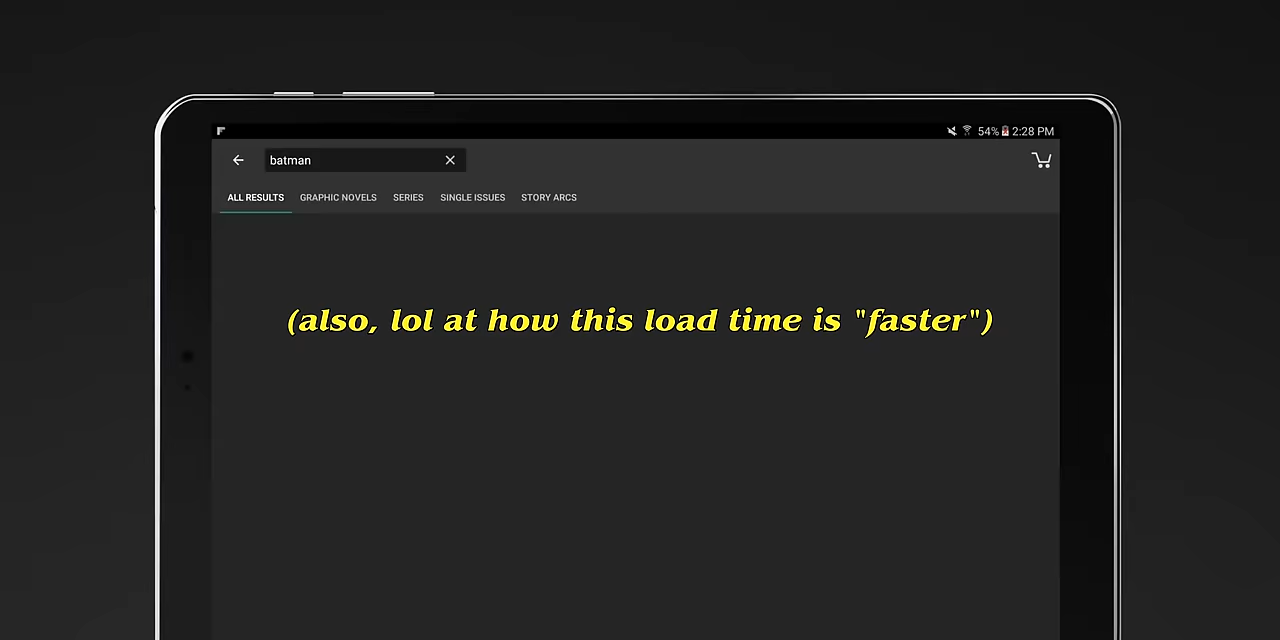 54% 2:28 PM
batman
ALL RESULTS GRAPHIC NOVELS SERIES SINGLE ISSUES STORY ARCS
(also, lol at how this load time is "faster")